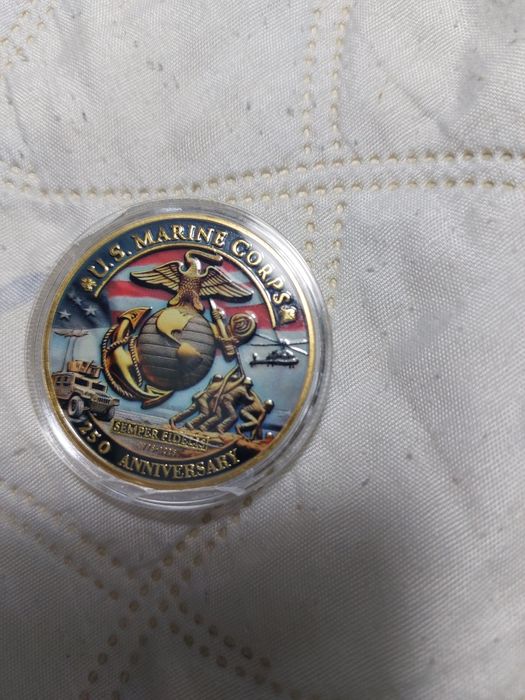 U.S. MARINE CORPS
SEMPER FIDELIS
250 ANNIVERSARY